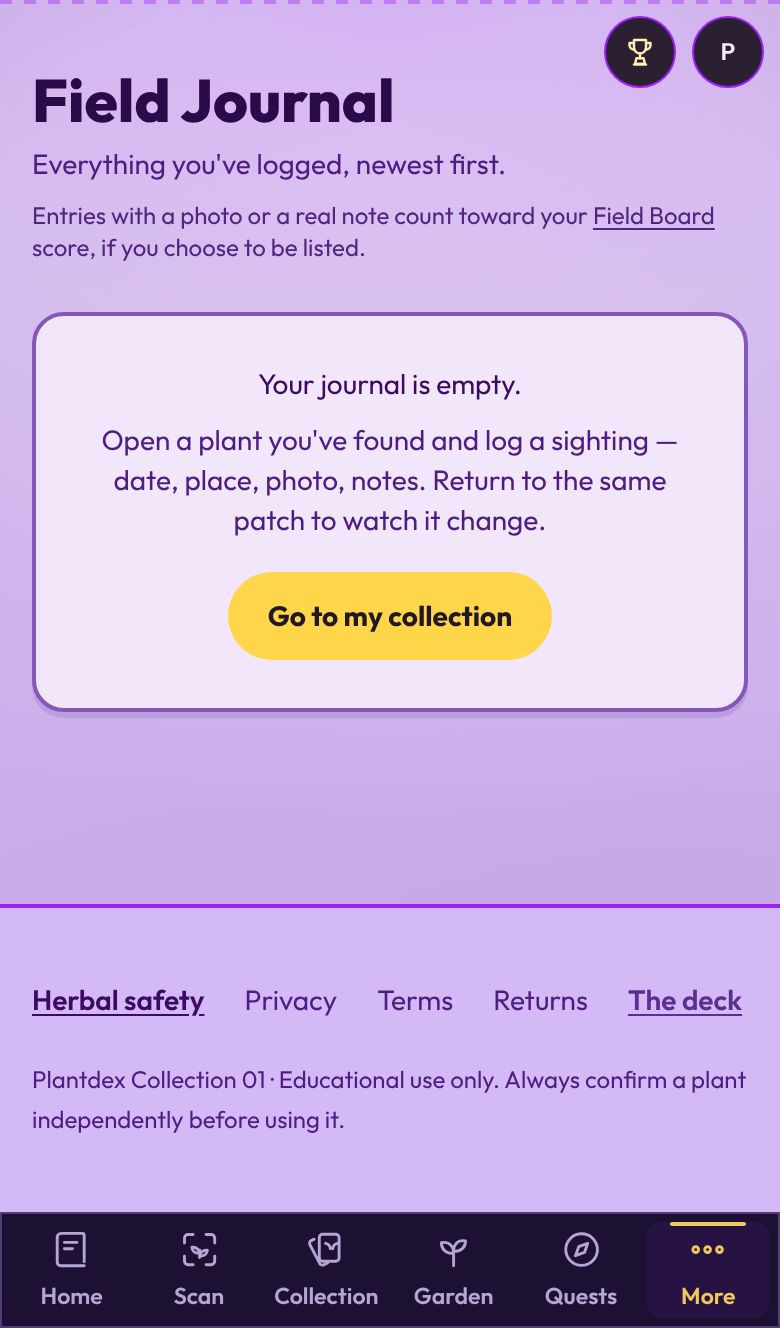 P
Field Journal
Everything you've logged, newest first.
Entries with a photo or a real note count toward your Field Board
score, if you choose to be listed.
Your journal is empty.
Open a plant you've found and log a sighting —
date, place, photo, notes. Return to the same
patch to watch it change.
Go to my collection
Herbal safety Privacy Terms Returns The deck
Plantdex Collection 01 · Educational use only. Always confirm a plant
independently before using it.
Home Scan Collection Garden Quests More